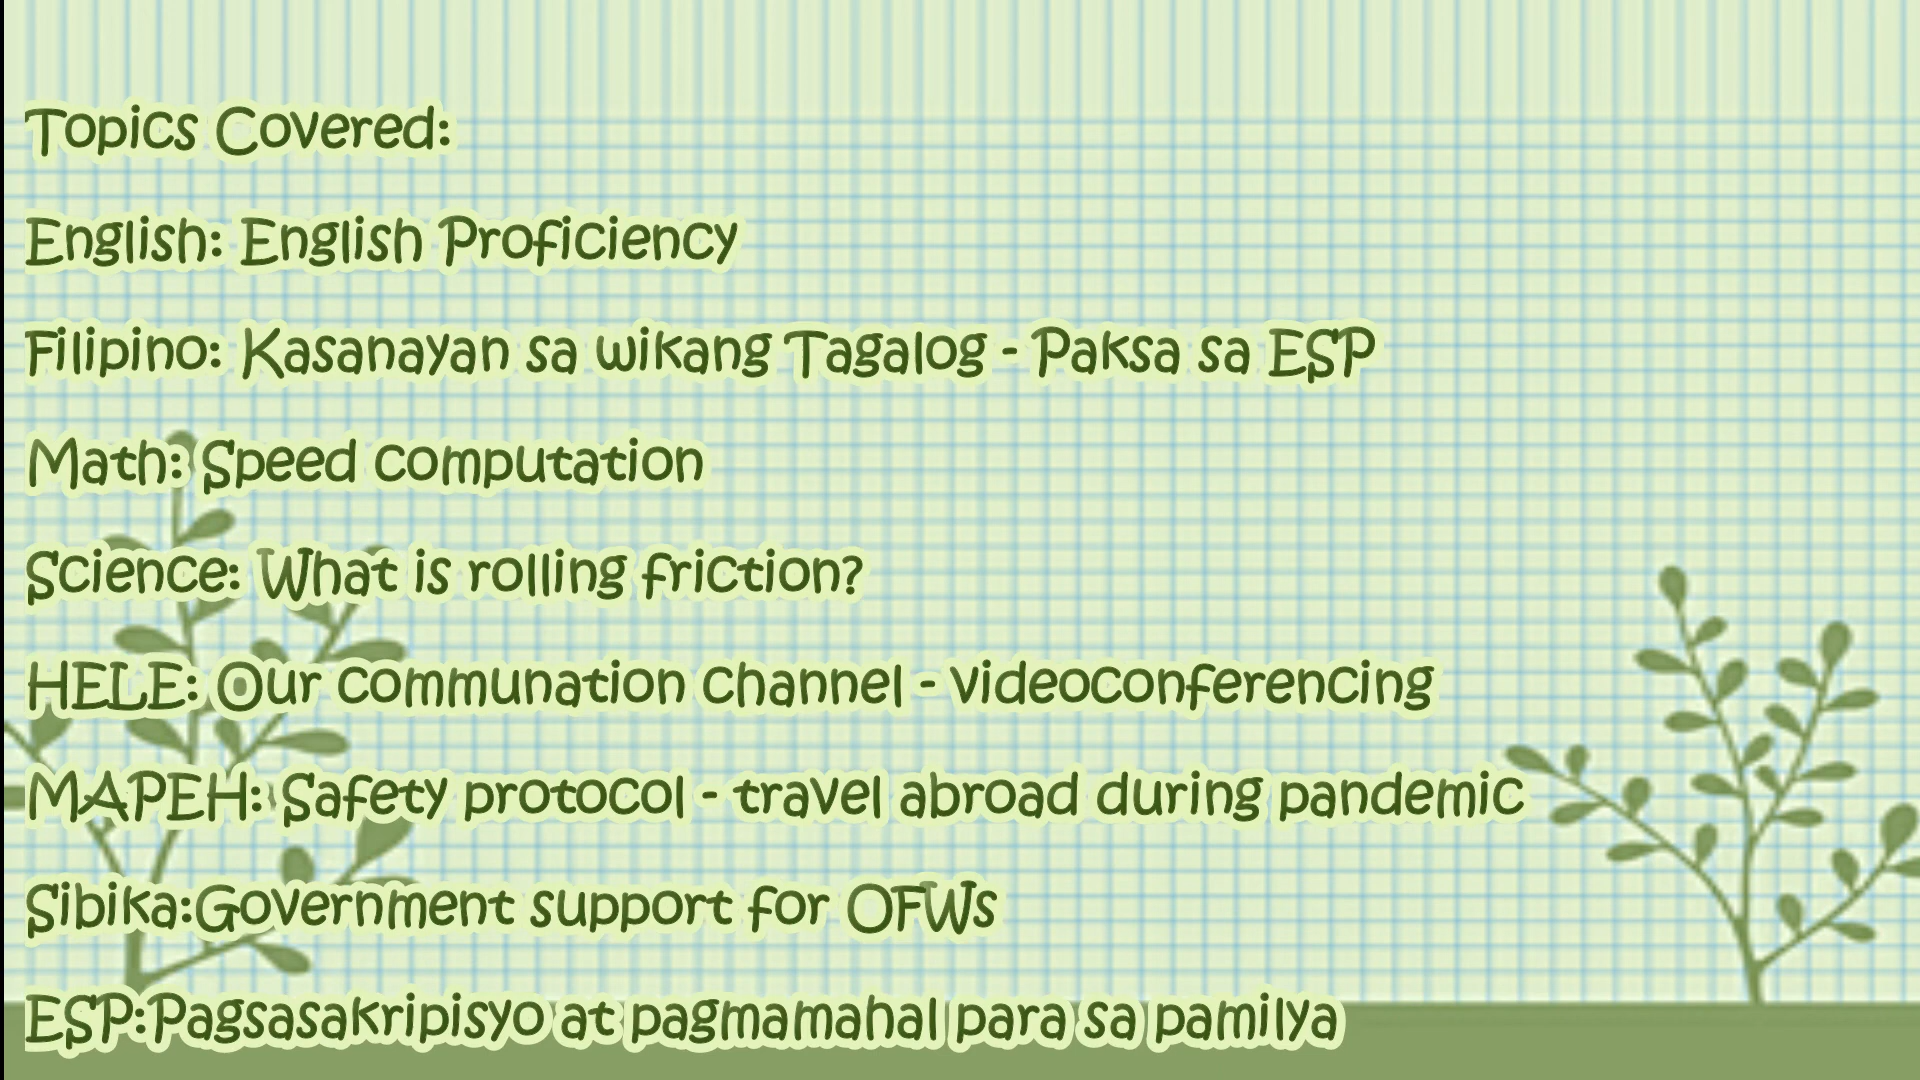 Topics Covered:
English: English Proficiency
Filipino: Kasanayan sa wikang Tagalog - Paksa sa ESP
Math: Speed computation
Science: What is rolling friction?
HELE: Our communation channel - videoconferencing
MAPEH: Safety protocol - travel abroad during pandemic
Sibika:Government support for OFWs
ESP:Pagsasakripisyo at pagmamahal para sa pamilya